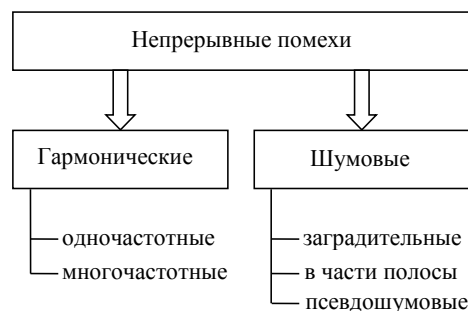 Непрерывные помехи
Гармонические
одночастотные
многочастотные
Шумовые
заградительные
в части полосы
псевдошумовые